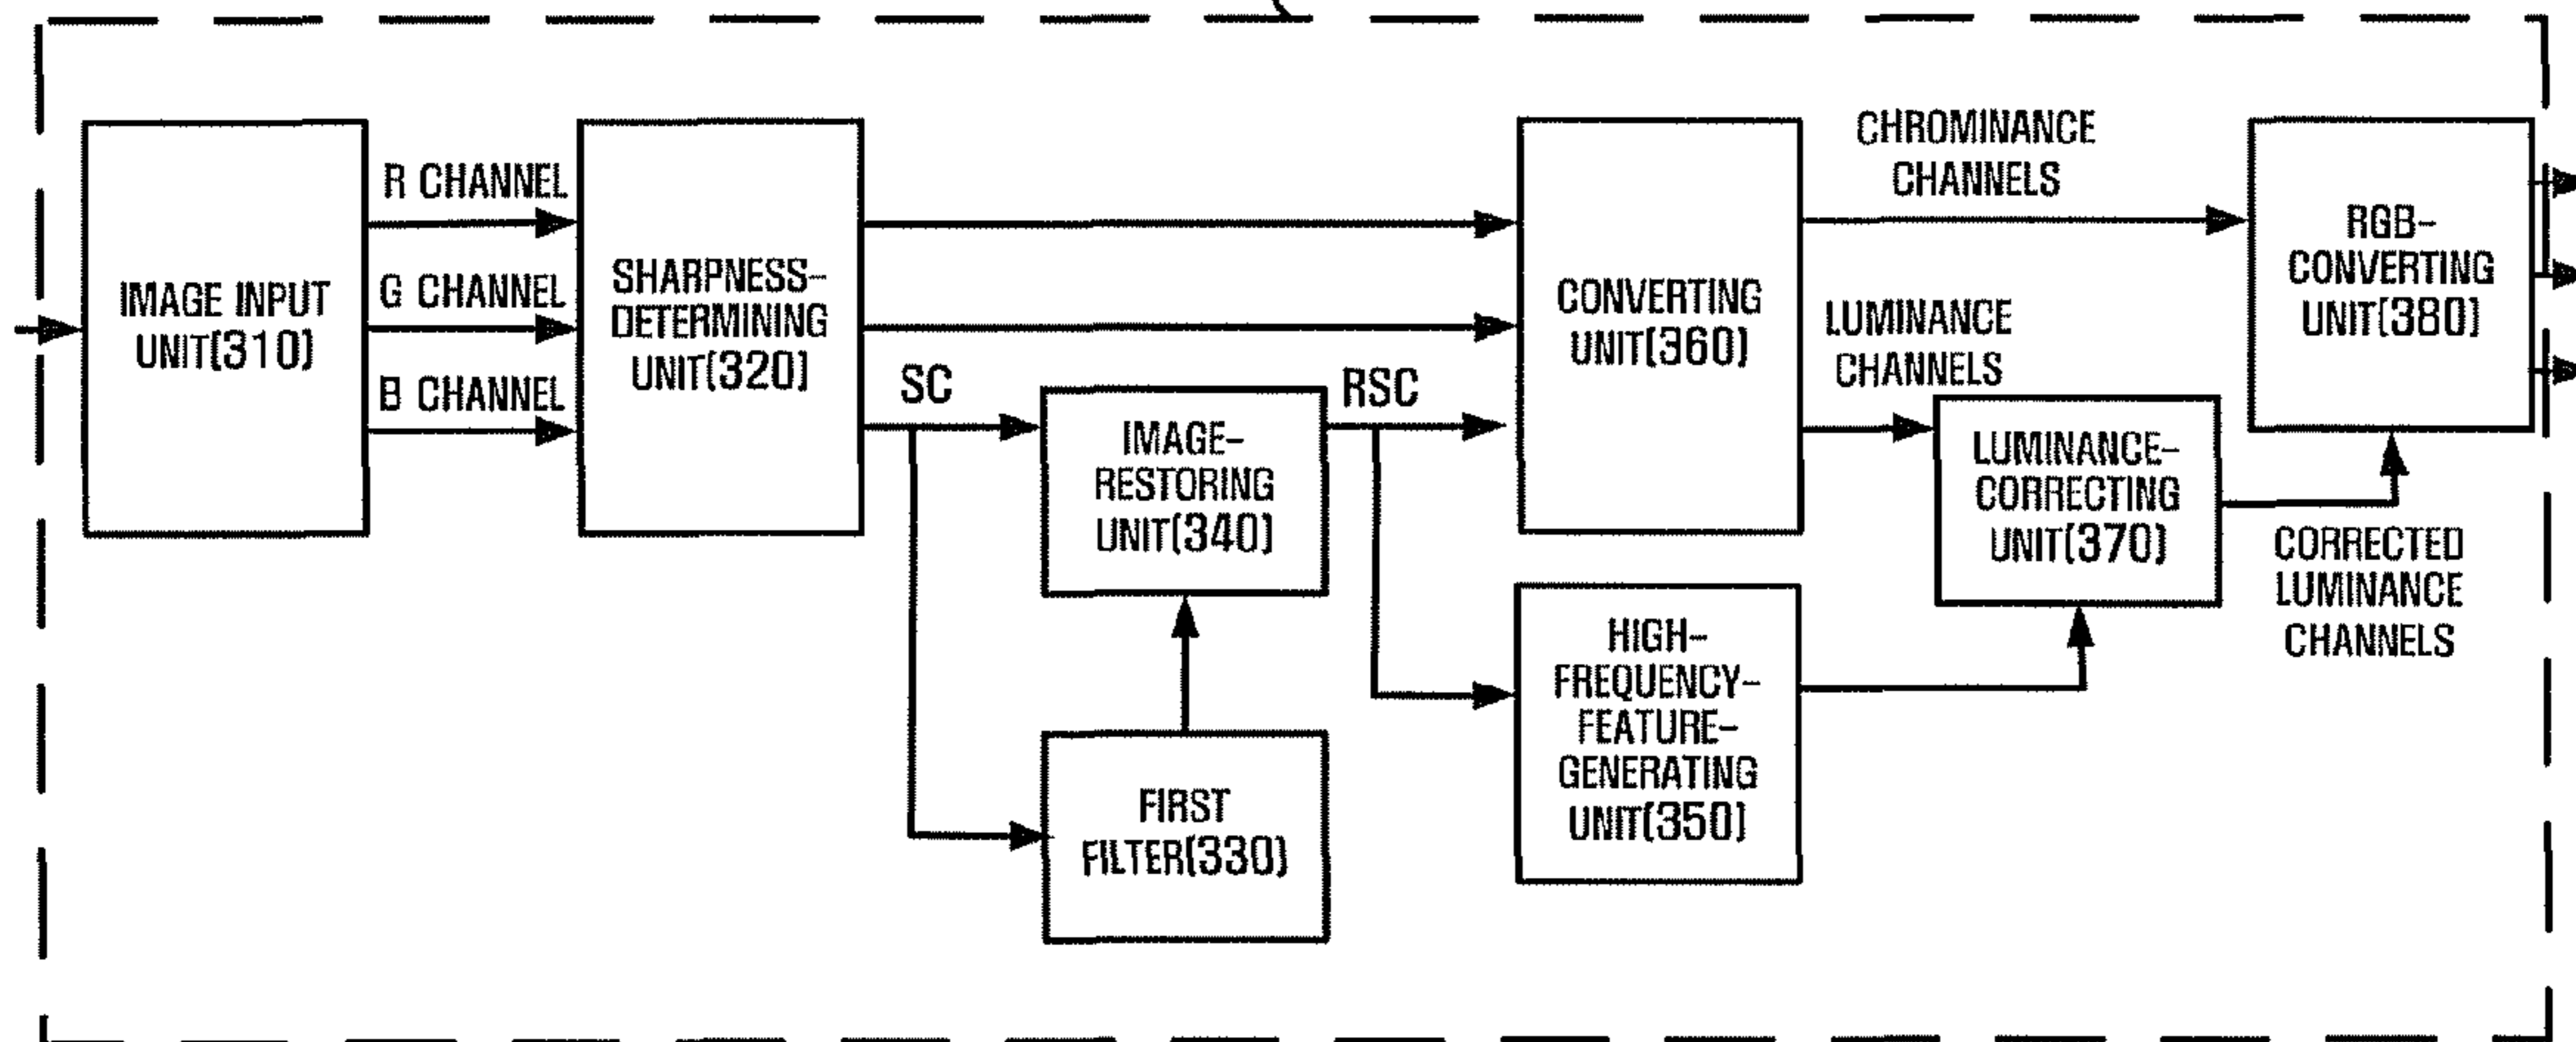 IMAGE INPUT
UNIT(310)
R CHANNEL
G CHANNEL
B CHANNEL
SHARPNESS-
DETERMINING
UNIT(320)
SC
IMAGE-
RESTORING
UNIT(340)
FIRST
FILTER(330)
RSC
CONVERTING
UNIT(360)
HIGH-
FREQUENCY-
FEATURE-
GENERATING
UNIT(350)
CHROMINANCE
CHANNELS
LUMINANCE
CHANNELS
LUMINANCE-
CORRECTING
UNIT(370)
RGB-
CONVERTING
UNIT(380)
CORRECTED
LUMINANCE
CHANNELS